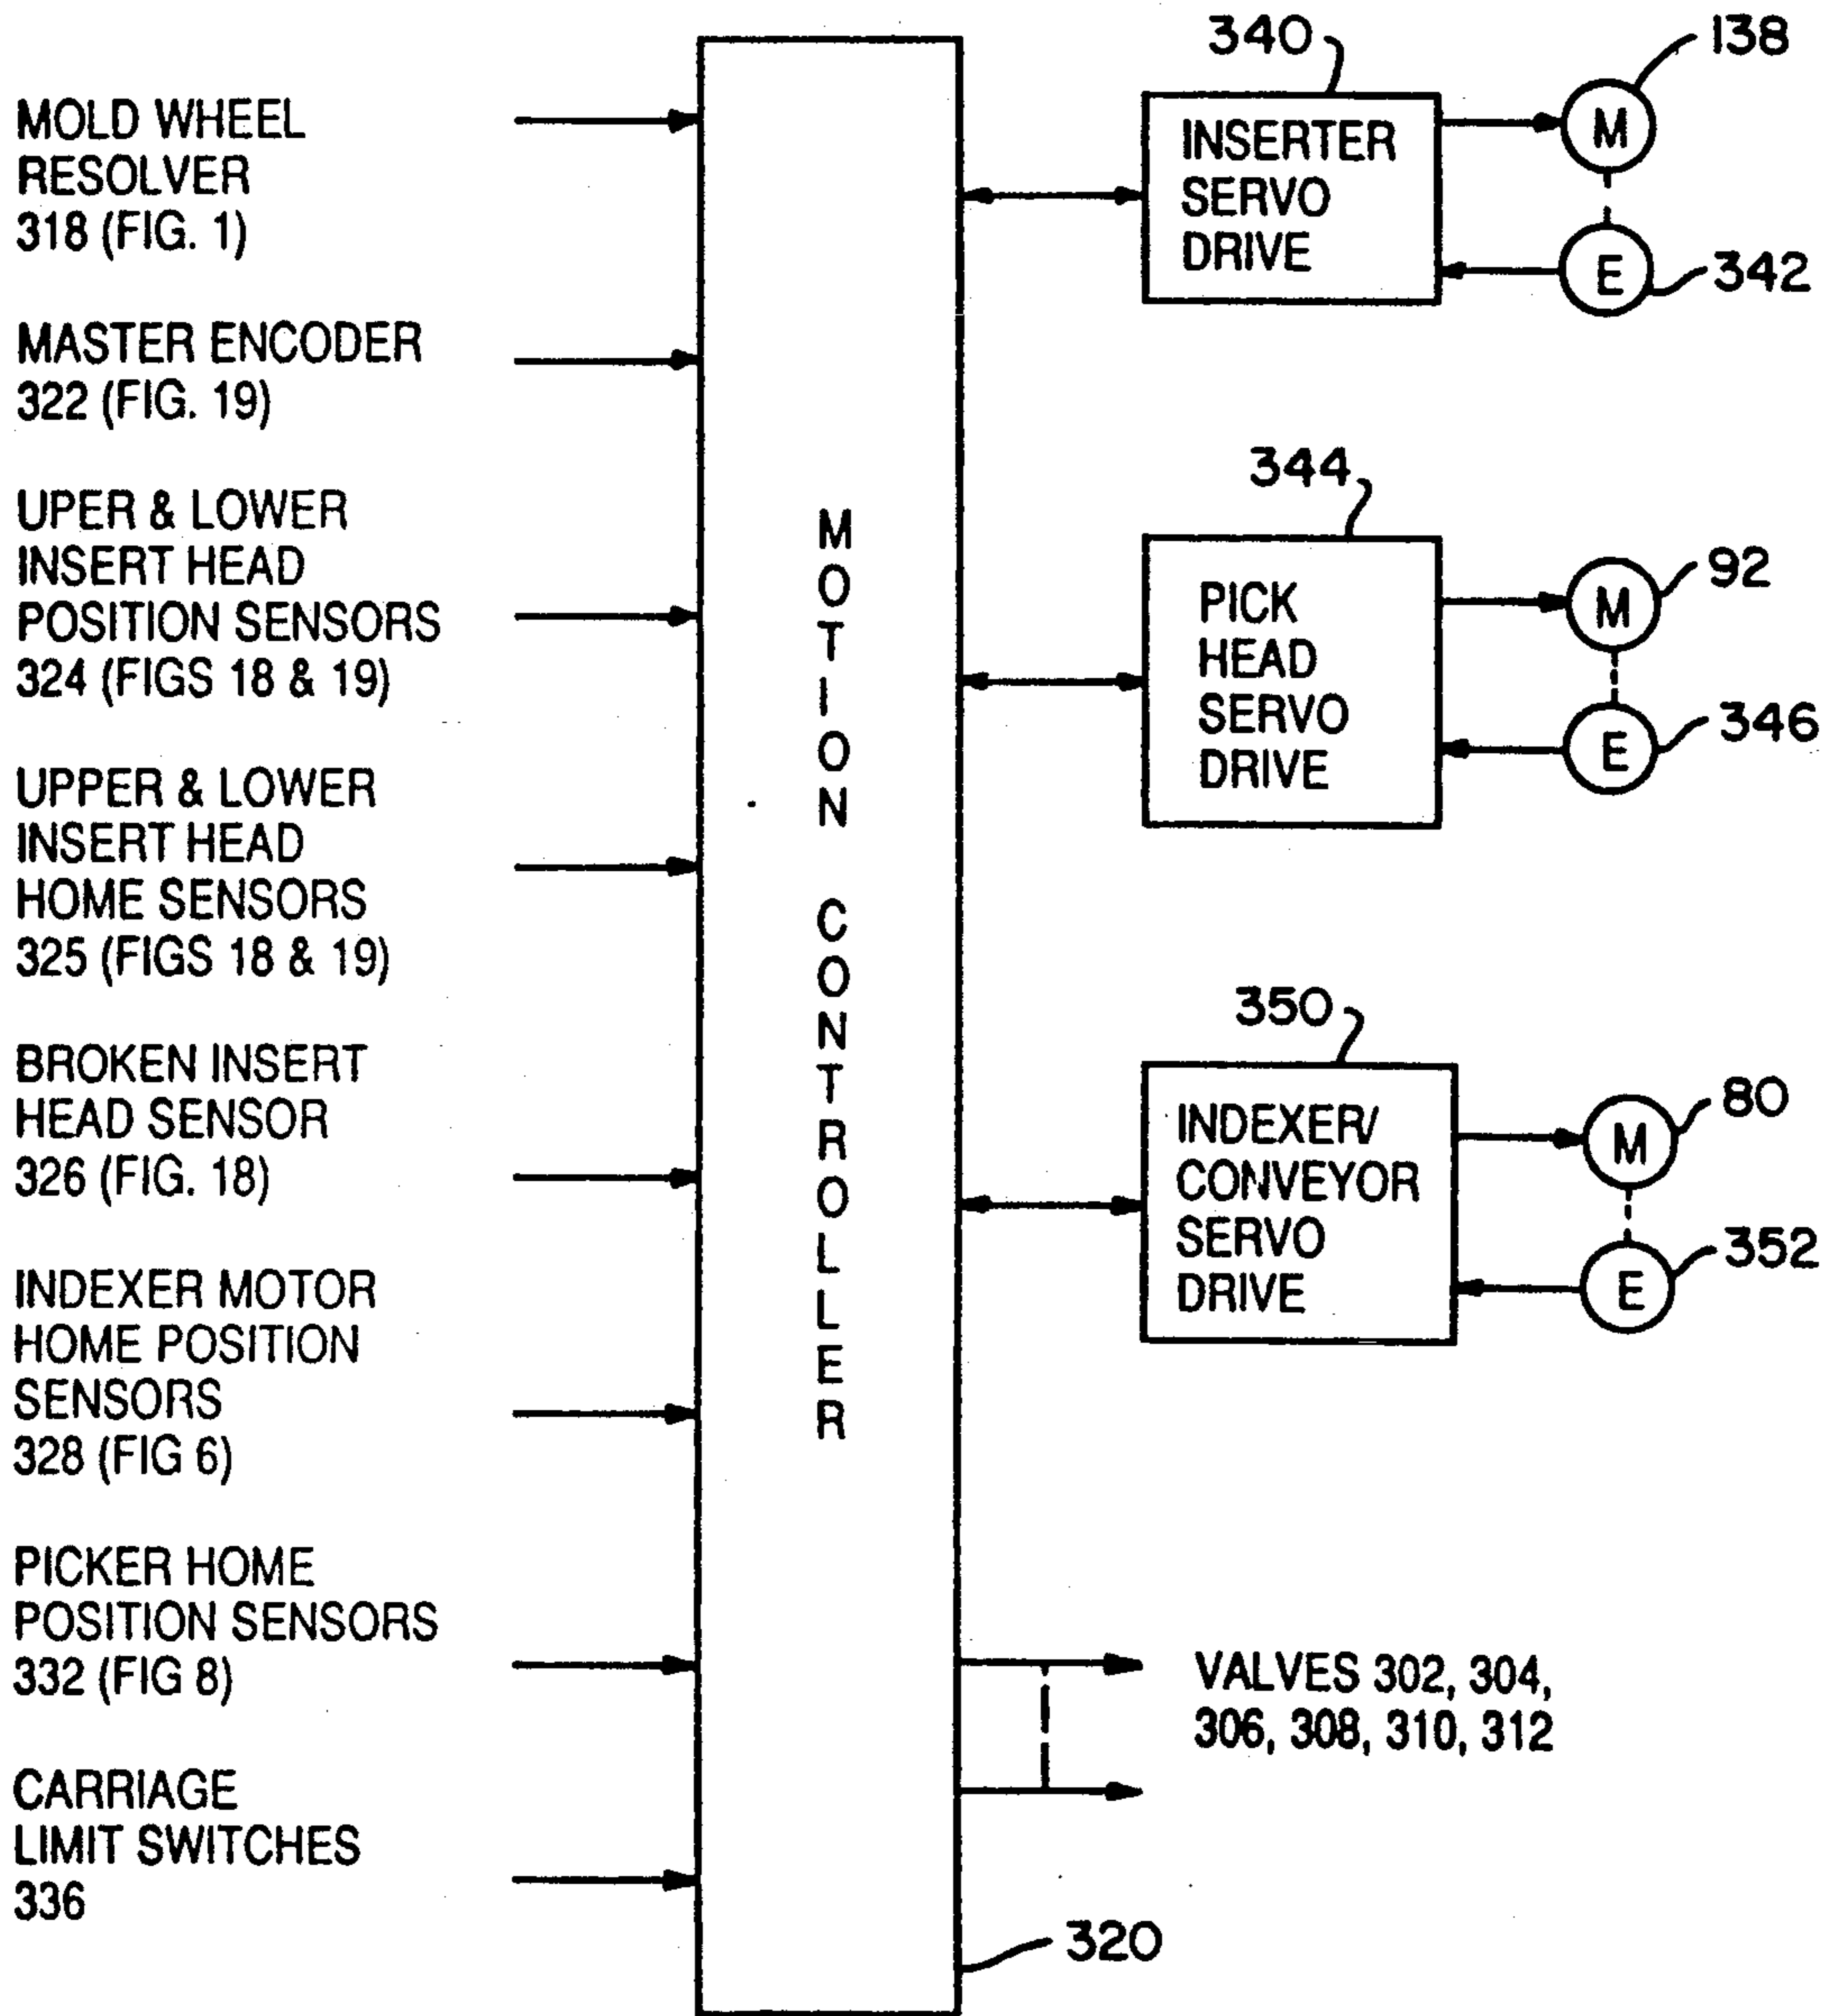 MOLD WHEEL
RESOLVER
318 (FIG. 1)
MASTER ENCODER
322 (FIG. 19)
UPER & LOWER
INSERT HEAD
POSITION SENSORS
324 (FIGS 18 & 19)
UPPER & LOWER
INSERT HEAD
HOME SENSORS
325 (FIGS 18 & 19)
BROKEN INSERT
HEAD SENSOR
326 (FIG. 18)
INDEXER MOTOR
HOME POSITION
SENSORS
328 (FIG 6)
PICKER HOME
POSITION SENSORS
332 (FIG 8)
CARRIAGE
LIMIT SWITCHES
336
MOTION CONTROLLER
320
340
INSERTER
SERVO
DRIVE
M
138
E
342
344
PICK
HEAD
SERVO
DRIVE
M
92
E
346
350
INDEXER/
CONVEYOR
SERVO
DRIVE
M
80
E
352
VALVES 302, 304,
306, 308, 310, 312